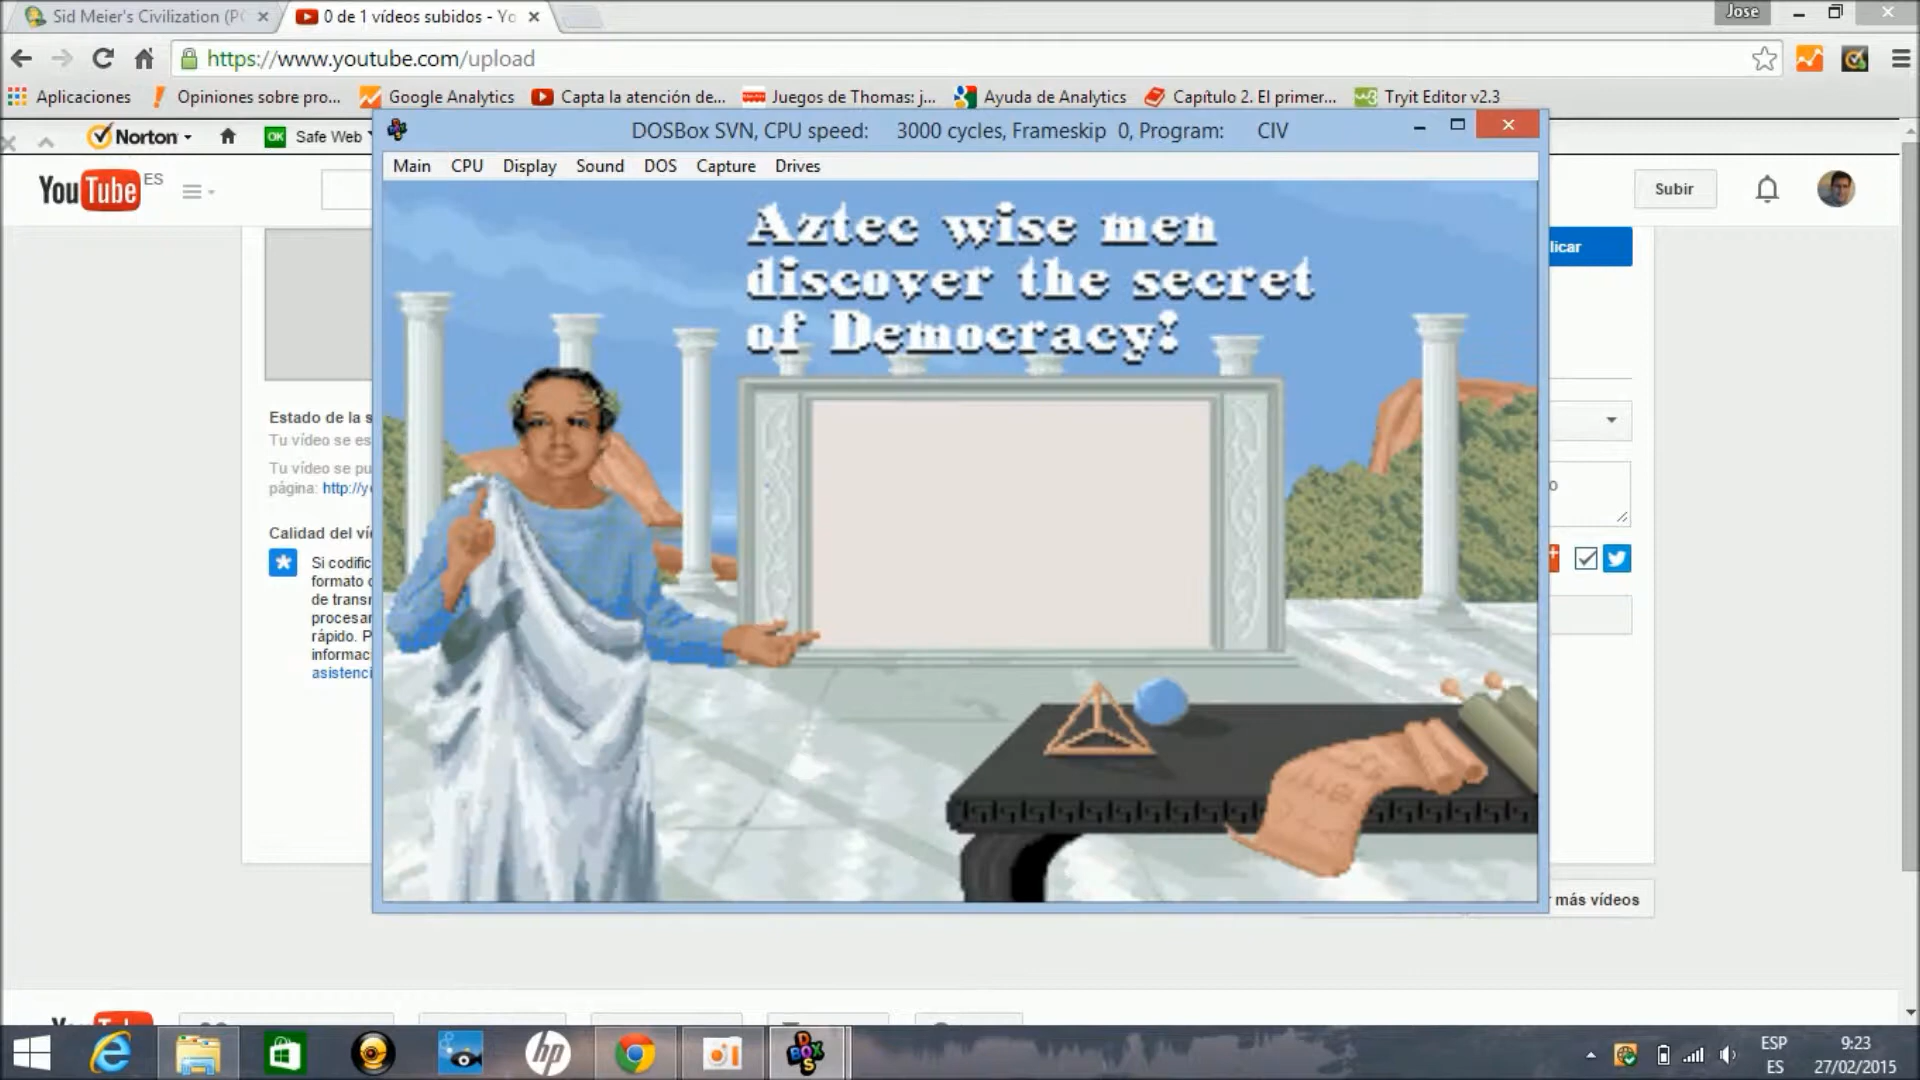 Sid Meier's Civilization (P
0 de 1 vídeos subidos - Yo
Jose
https://www.youtube.com/upload
Aplicaciones
Opiniones sobre pro...
Google Analytics
Capta la atención de...
Juegos de Thomas: j...
Ayuda de Analytics
Capítulo 2. El primer...
Tryit Editor v2.3
Norton
OK
Safe Web
DOSBox SVN, CPU speed: 3000 cycles, Frameskip 0, Program: CIV
Main
CPU
Display
Sound
DOS
Capture
Drives
YouTube ES
Subir
Aztec wise men
discover the secret
of Democracy!
licar
Estado de la s
Tu vídeo se es
Tu vídeo se pu
página: http://y
Calidad del ví
Si codific
formato
de transr
procesar
rápido. P
informac
asistenci
o
más vídeos
hp
DOS
BOX
ESP
ES
9:23
27/02/2015